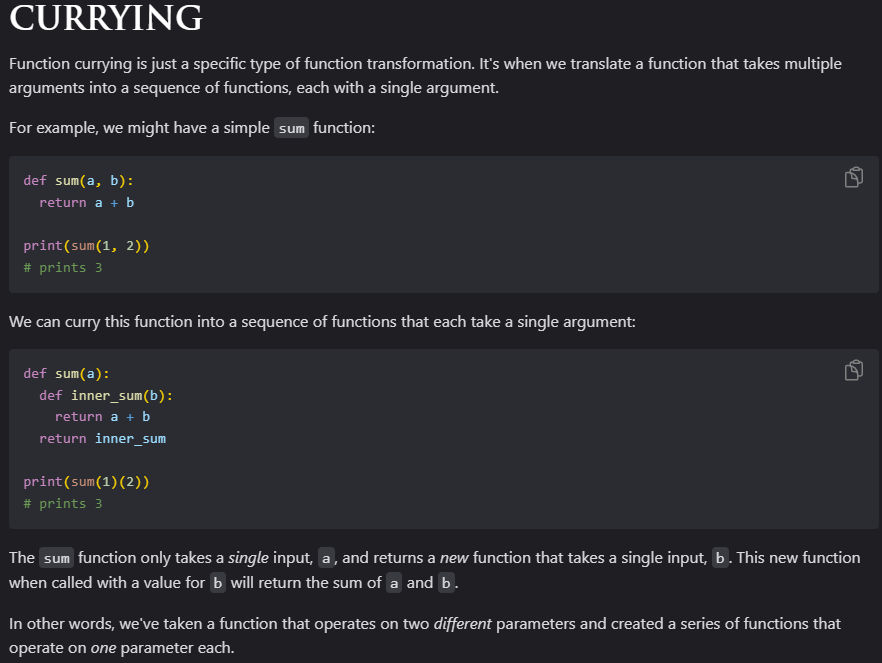 CURRYING
Function currying is just a specific type of function transformation. It's when we translate a function that takes multiple
arguments into a sequence of functions, each with a single argument.
For example, we might have a simple sum function:
def sum(a, b):
  return a + b

print(sum(1, 2))
# prints 3
We can curry this function into a sequence of functions that each take a single argument:
def sum(a):
  def inner_sum(b):
    return a + b
  return inner_sum

print(sum(1)(2))
# prints 3
The sum function only takes a single input, a, and returns a new function that takes a single input, b. This new function
when called with a value for b will return the sum of a and b.
In other words, we've taken a function that operates on two different parameters and created a series of functions that
operate on one parameter each.